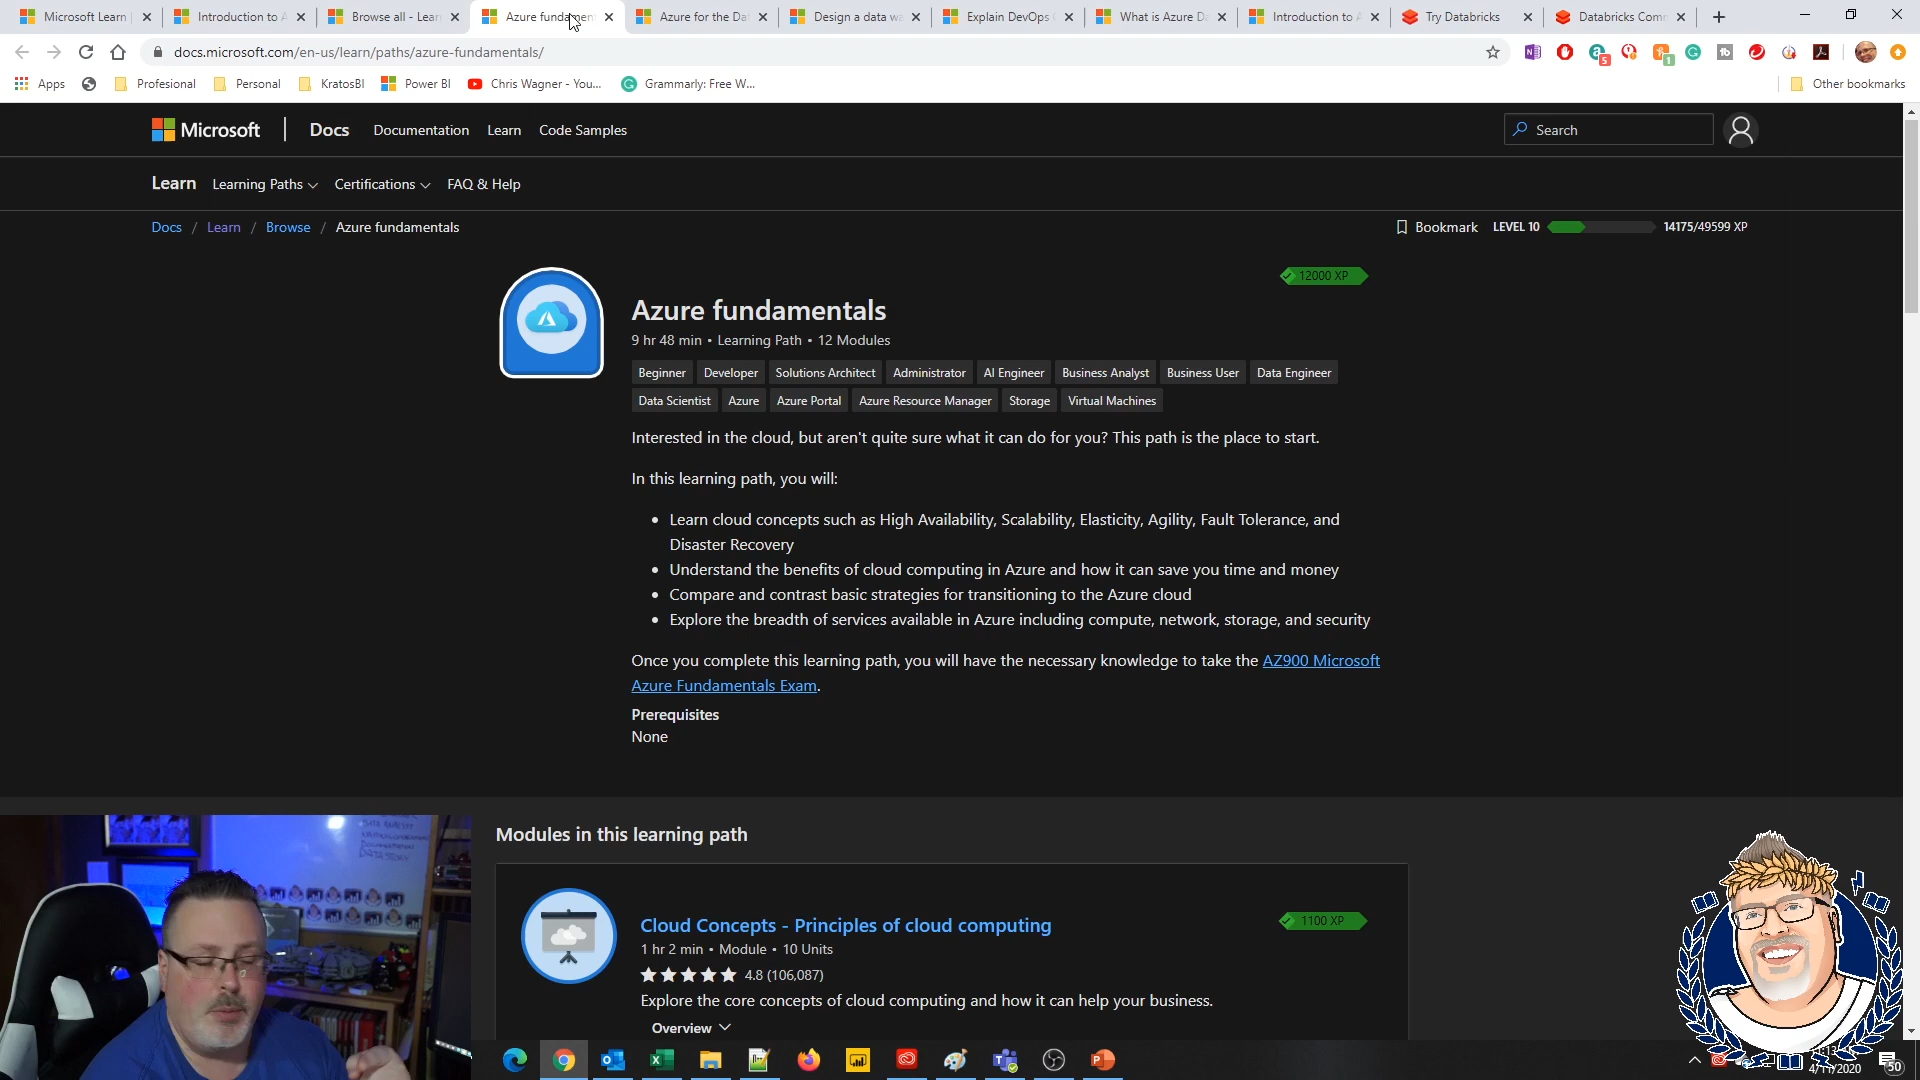 Microsoft Learn
Introduction to A
Browse all - Lear
Azure fundamen
Azure for the Da
Design a data wa
Explain DevOps
What is Azure D
Introduction to
Try Databricks
Databricks Com
docs.microsoft.com/en-us/learn/paths/azure-fundamentals/
5
1
Apps
Profesional
Personal
KratosBI
Power BI
Chris Wagner - You...
Grammarly: Free W...
Other bookmarks
Microsoft
Docs
Documentation
Learn
Code Samples
Search
Learn
Learning Paths
Certifications
FAQ & Help
Docs / Learn / Browse / Azure fundamentals
Bookmark
LEVEL 10
14175/49599 XP
12000 XP
Azure fundamentals
9 hr 48 min • Learning Path • 12 Modules
Beginner Developer Solutions Architect Administrator AI Engineer Business Analyst Business User Data Engineer
Data Scientist Azure Azure Portal Azure Resource Manager Storage Virtual Machines
Interested in the cloud, but aren't quite sure what it can do for you? This path is the place to start.
In this learning path, you will:
• Learn cloud concepts such as High Availability, Scalability, Elasticity, Agility, Fault Tolerance, and
Disaster Recovery
• Understand the benefits of cloud computing in Azure and how it can save you time and money
• Compare and contrast basic strategies for transitioning to the Azure cloud
• Explore the breadth of services available in Azure including compute, network, storage, and security
Once you complete this learning path, you will have the necessary knowledge to take the AZ900 Microsoft
Azure Fundamentals Exam.
Prerequisites
None
Modules in this learning path
Cloud Concepts - Principles of cloud computing
1100 XP
1 hr 2 min • Module • 10 Units
4.8 (106,087)
Explore the core concepts of cloud computing and how it can help your business.
Overview
4/11/2020
50